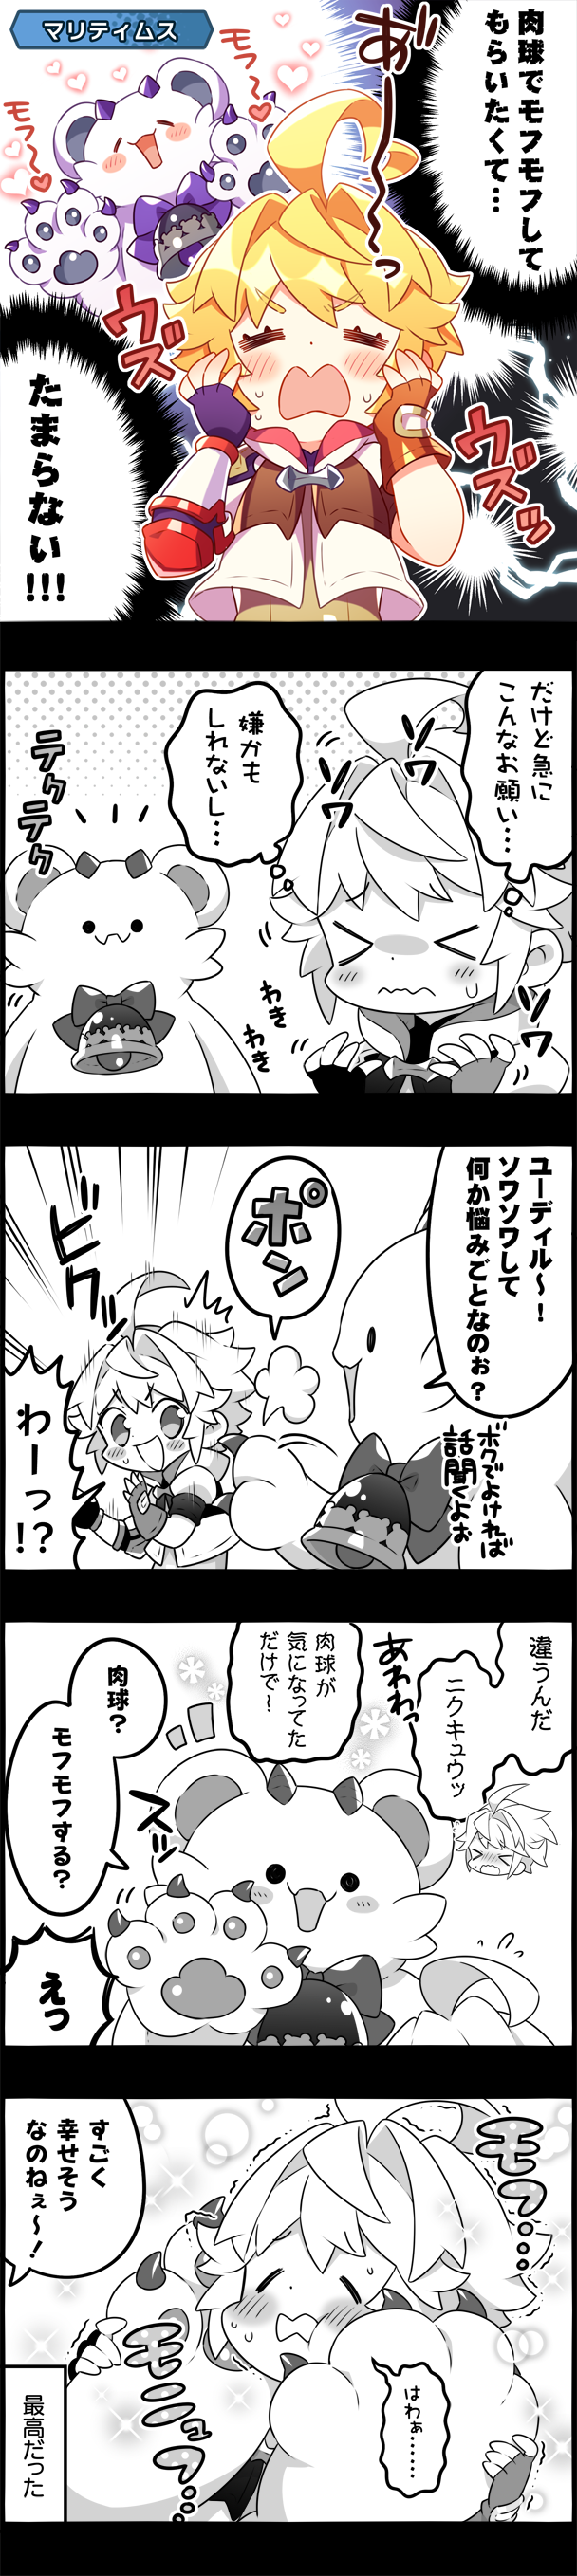 マリティムス
肉球でモフモフして
もらいたくて…
あ゛ーーっ
モフ〜
モフ〜
ウズ
ウズッ
たまらない!!!
だけど急に
こんなお願い…
ソワ
ソワ
ソワ
嫌かも
しれないし…
テク
テク
わき
わき
ユーディル〜!
ソワソワして
何か悩みごとなのぉ?
ボクでよければ
話聞くよぉ
ポン
ビクッ
わーっ!?
違うんだ
ニクキュウッ
あわわっ
肉球が
気になってた
だけで〜
肉球?
モフモフする?
スッ
えっ
モフ…
すごく
幸せそう
なのねぇ〜!
モニュフ…
はわぁ……
最高だった